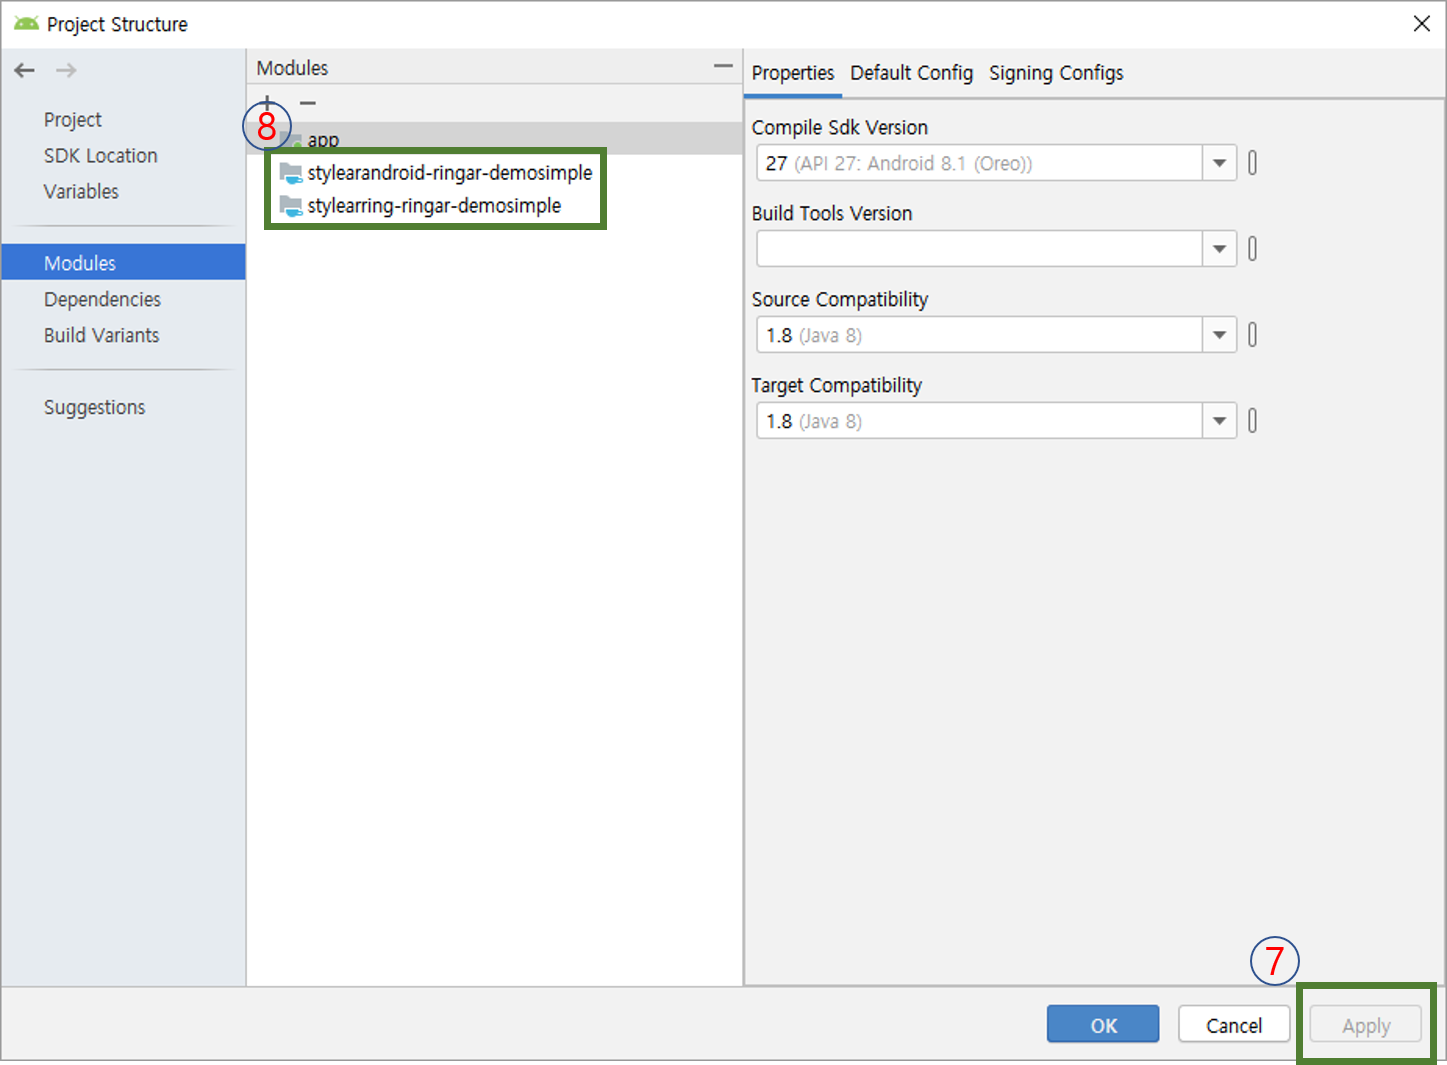 Project Structure
Project
SDK Location
Variables
Modules
Dependencies
Build Variants
Suggestions
Modules
⑧
app
stylearandroid-ringar-demosimple
stylearring-ringar-demosimple
Properties Default Config Signing Configs
Compile Sdk Version
27 (API 27: Android 8.1 (Oreo))
Build Tools Version
Source Compatibility
1.8 (Java 8)
Target Compatibility
1.8 (Java 8)
⑦
OK Cancel Apply